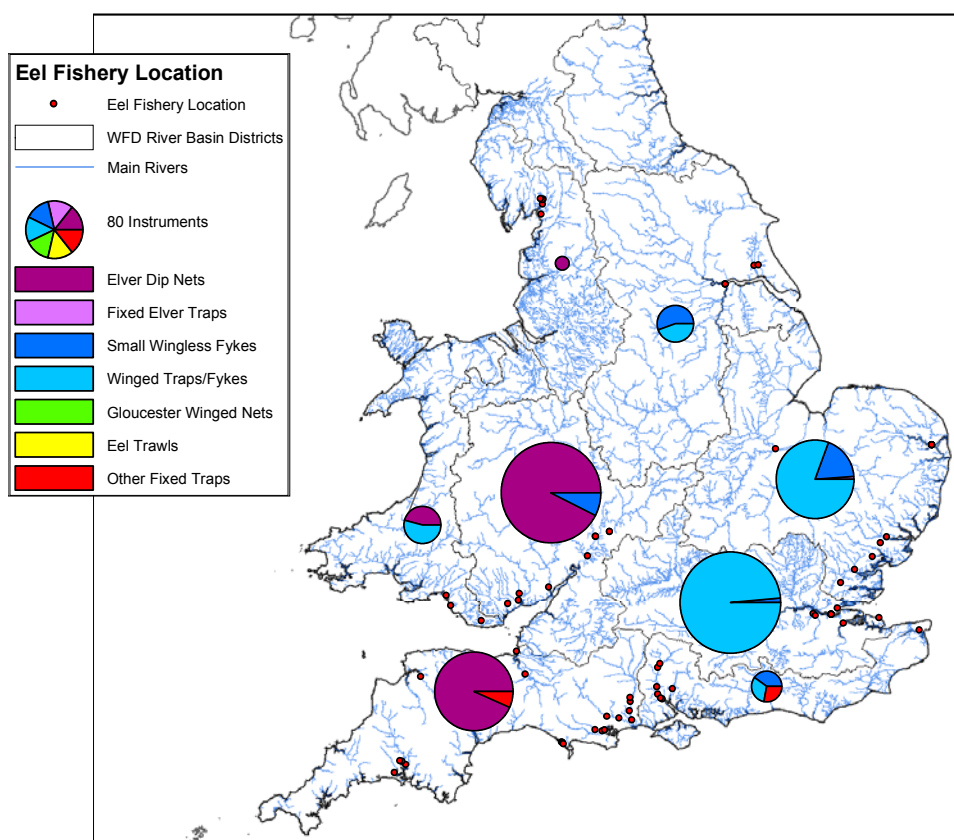 Eel Fishery Location
Eel Fishery Location
WFD River Basin Districts
Main Rivers
80 Instruments
Elver Dip Nets
Fixed Elver Traps
Small Wingless Fykes
Winged Traps/Fykes
Gloucester Winged Nets
Eel Trawls
Other Fixed Traps